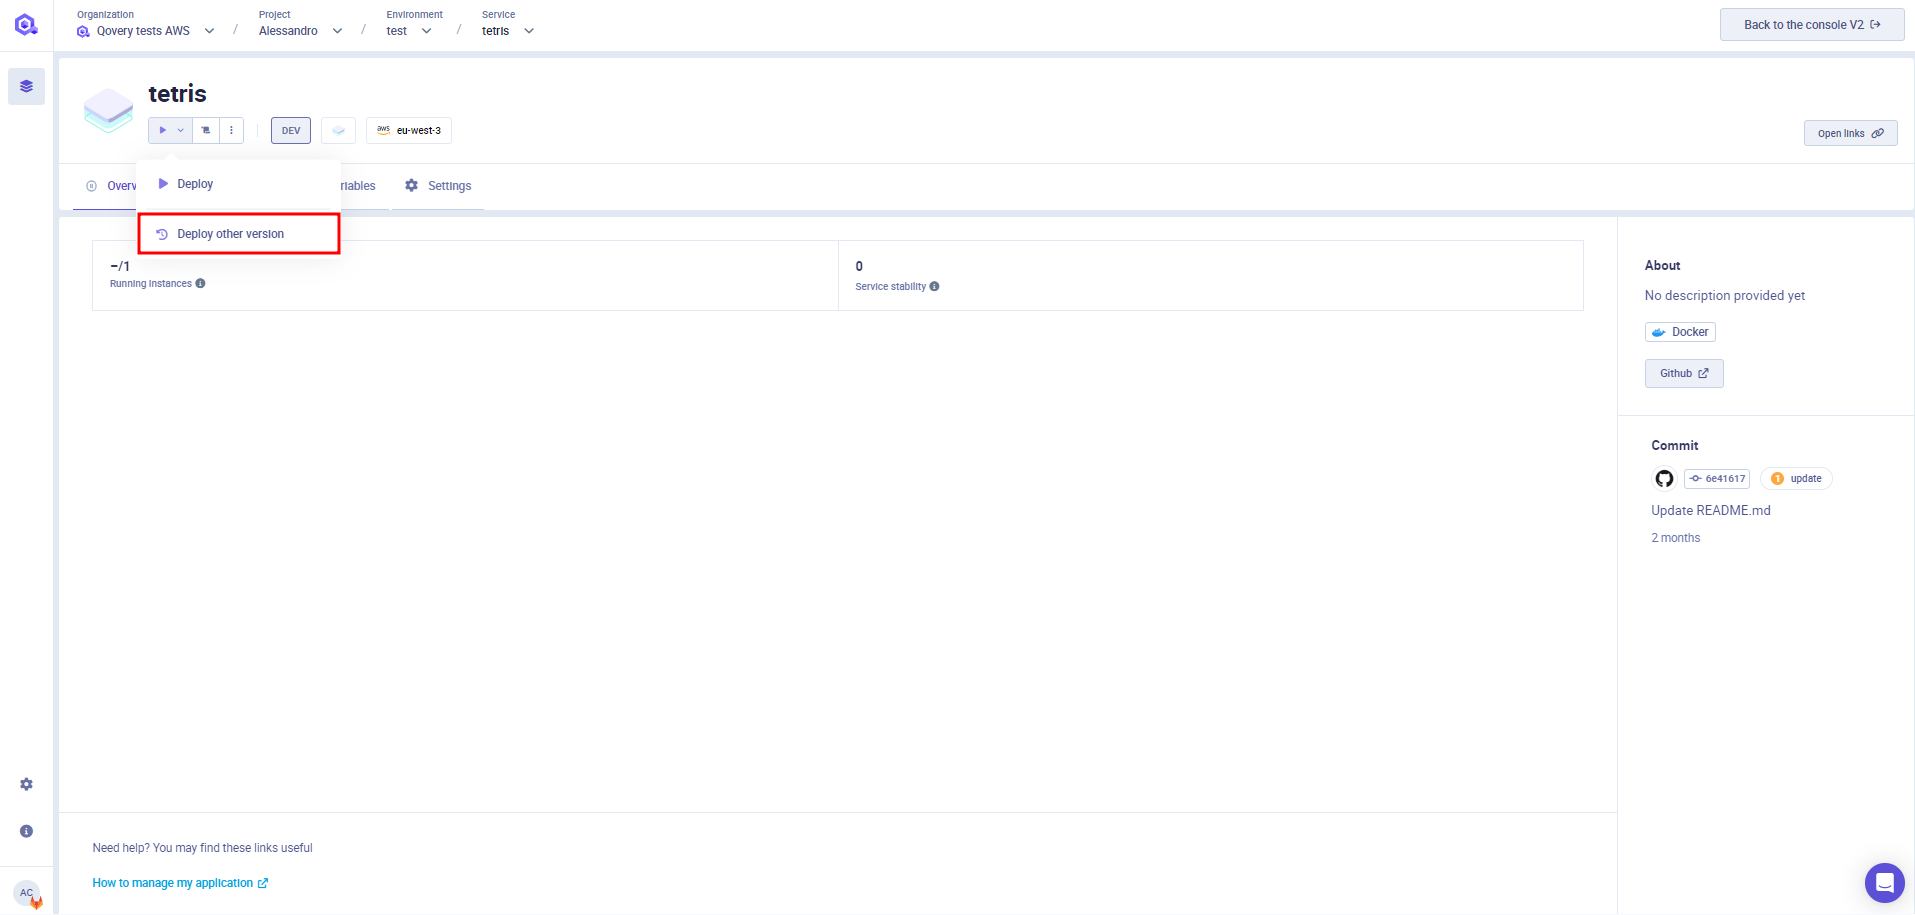 Organization
Qovery tests AWS
/
Project
Alessandro
/
Environment
test
/
Service
tetris
Back to the console V2
tetris
DEV
aws eu-west-3
Open links
Deploy
Settings
Deploy other version
–/1
Running instances
0
Service stability
About
No description provided yet
Docker
Github
Commit
6e41617
1 update
Update README.md
2 months
Need help? You may find these links useful
How to manage my application
AC